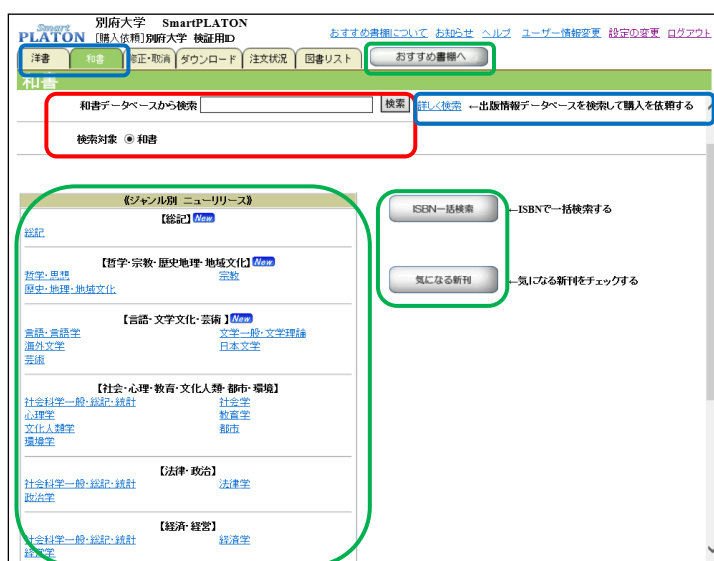 Smart
PLATON
別府大学 SmartPLATON
[購入依頼]別府大学 検証用ID
おすすめ書棚について お知らせ ヘルプ ユーザー情報変更 設定の変更 ログアウト
洋書 和書 修正・取消 ダウンロード 注文状況 図書リスト おすすめ書棚へ
和書
和書データベースから検索 検索 詳しく検索 ←出版情報データベースを検索して購入を依頼する
検索対象 和書
《ジャンル別 ニューリリース》
【総記】New
総記
ISBN一括検索 ←ISBNで一括検索する
【哲学・宗教・歴史地理・地域文化】New
哲学・思想 宗教
歴史・地理・地域文化
気になる新刊 ←気になる新刊をチェックする
【言語・文学文化・芸術】New
言語・言語学 文学一般・文学理論
海外文学 日本文学
芸術
【社会・心理・教育・文化人類・都市・環境】
社会科学一般・総記・統計 社会学
心理学 教育学
文化人類学 都市
環境学
【法律・政治】
社会科学一般・総記・統計 法律学
政治学
【経済・経営】
社会科学一般・総記・統計 経済学
経営学